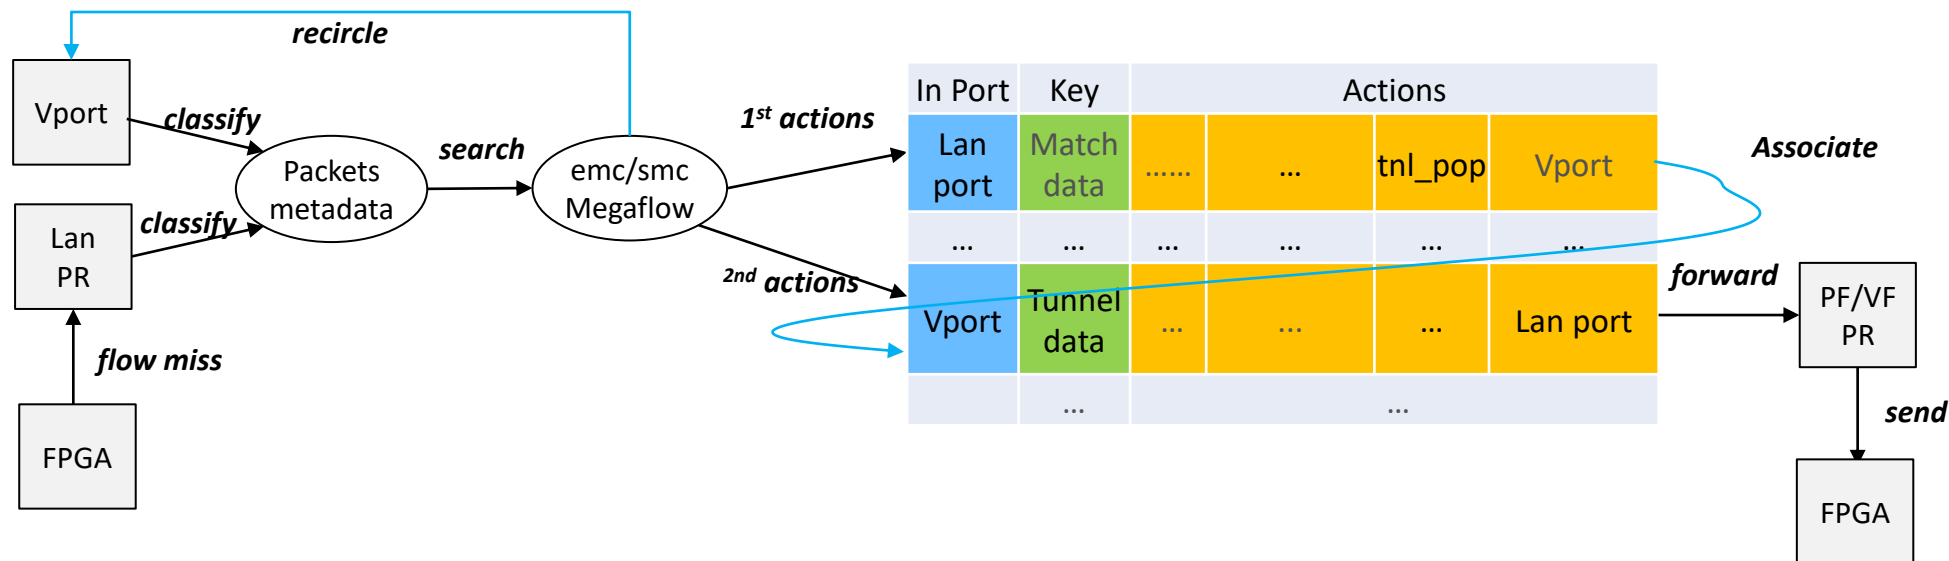 recircle
Vport
classify
Packets
metadata
search
emc/smc
Megaflow
Lan
PR
classify
flow miss
FPGA
1st actions
2nd actions
In Port Key Actions
Lan
port
Match
data
...... ... tnl_pop Vport
... ... ... ... ... ...
Vport
Tunnel
data
... ... ... Lan port
... ...
Associate
forward
PF/VF
PR
send
FPGA